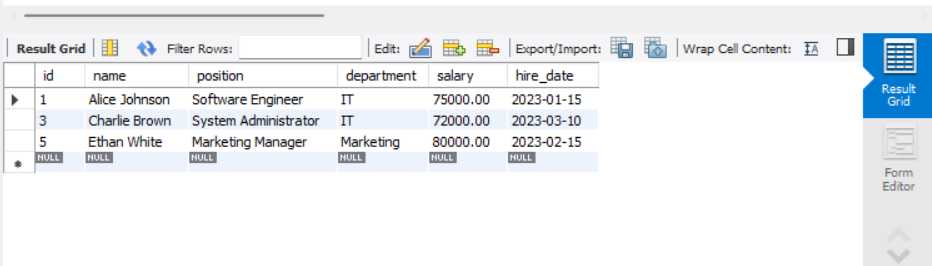 Result Grid Filter Rows: Edit: Export/Import: Wrap Cell Content: IA
id name position department salary hire_date
1 Alice Johnson Software Engineer IT 75000.00 2023-01-15
3 Charlie Brown System Administrator IT 72000.00 2023-03-10
5 Ethan White Marketing Manager Marketing 80000.00 2023-02-15
NULL NULL NULL NULL NULL NULL
Result
Grid
Form
Editor